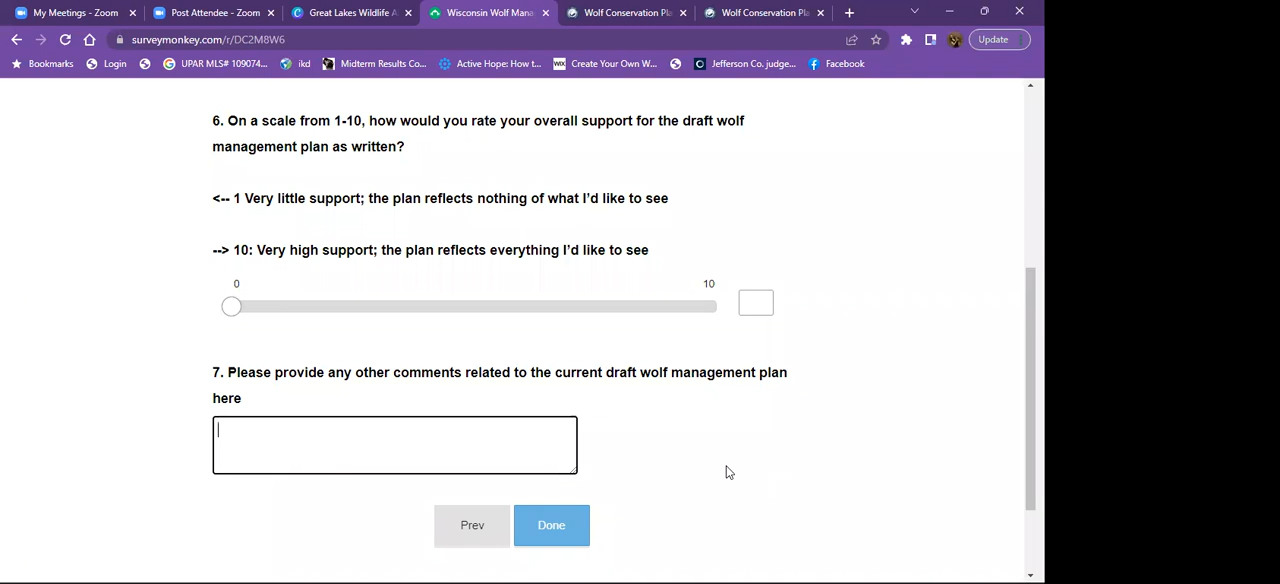 My Meetings - Zoom
Post Attendee - Zoom
Great Lakes Wildlife A
Wisconsin Wolf Mana
Wolf Conservation Pla
Wolf Conservation Pla
surveymonkey.com/r/DC2M8W6
Update
Bookmarks
Login
UPAR MLS# 109074...
ikd
Midterm Results Co...
Active Hope: How t...
WIX
Create Your Own W...
Jefferson Co. judge...
Facebook
6. On a scale from 1-10, how would you rate your overall support for the draft wolf
management plan as written?
<-- 1 Very little support; the plan reflects nothing of what I'd like to see
--> 10: Very high support; the plan reflects everything I'd like to see
0
10
7. Please provide any other comments related to the current draft wolf management plan
here
Prev
Done